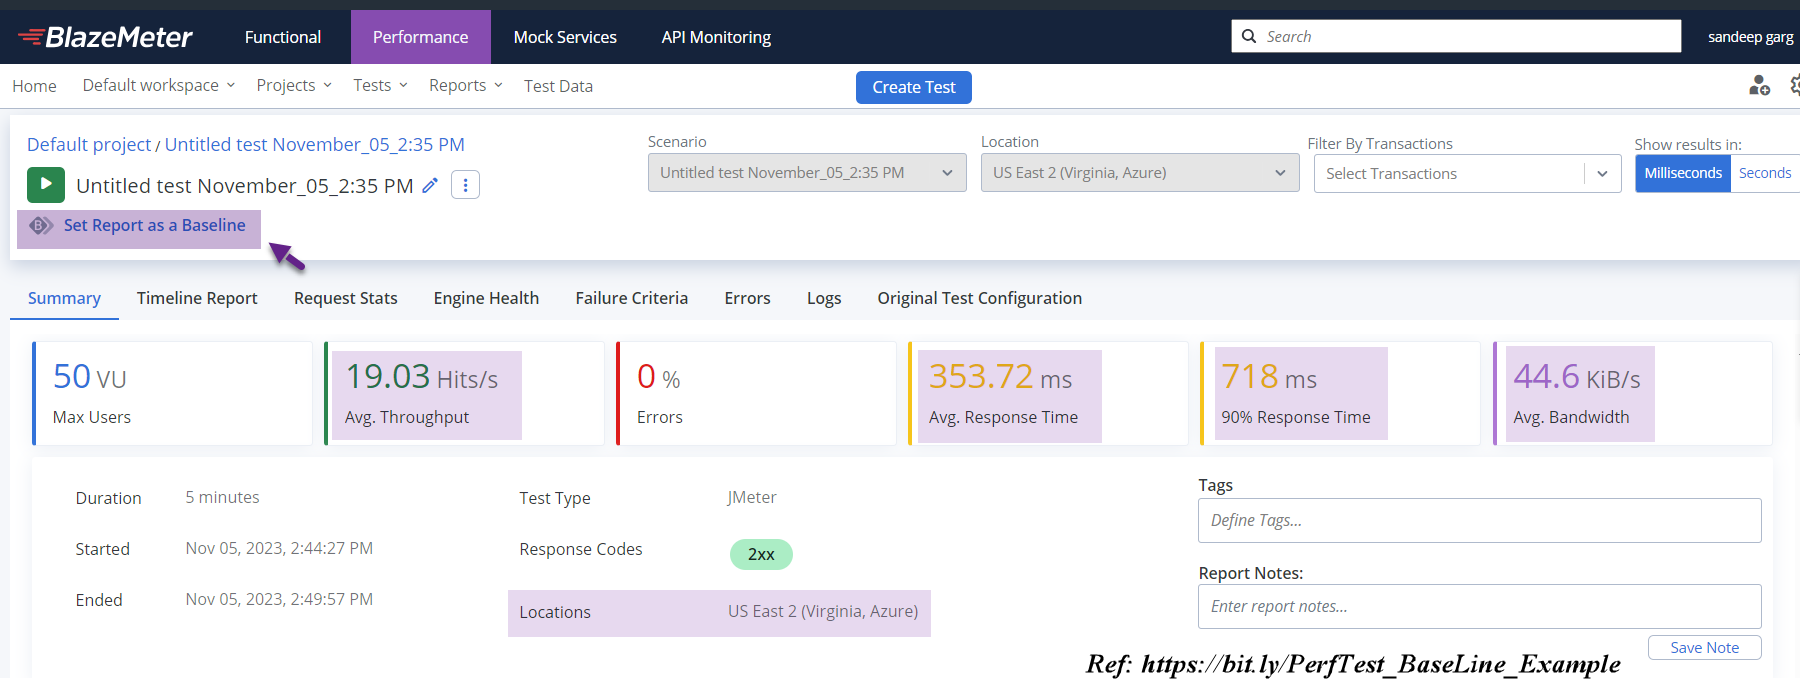 BlazeMeter Functional Performance Mock Services API Monitoring Search sandeep garg
Home Default workspace Projects Tests Reports Test Data Create Test
Default project / Untitled test November_05_2:35 PM
Untitled test November_05_2:35 PM
Set Report as a Baseline
Scenario
Untitled test November_05_2:35 PM
Location
US East 2 (Virginia, Azure)
Filter By Transactions
Select Transactions
Show results in:
Milliseconds Seconds
Summary Timeline Report Request Stats Engine Health Failure Criteria Errors Logs Original Test Configuration
50 VU
Max Users
19.03 Hits/s
Avg. Throughput
0 %
Errors
353.72 ms
Avg. Response Time
718 ms
90% Response Time
44.6 KiB/s
Avg. Bandwidth
Duration 5 minutes
Started Nov 05, 2023, 2:44:27 PM
Ended Nov 05, 2023, 2:49:57 PM
Test Type JMeter
Response Codes 2xx
Locations US East 2 (Virginia, Azure)
Tags
Define Tags...
Report Notes:
Enter report notes...
Save Note
Ref: https://bit.ly/PerfTest_BaseLine_Example